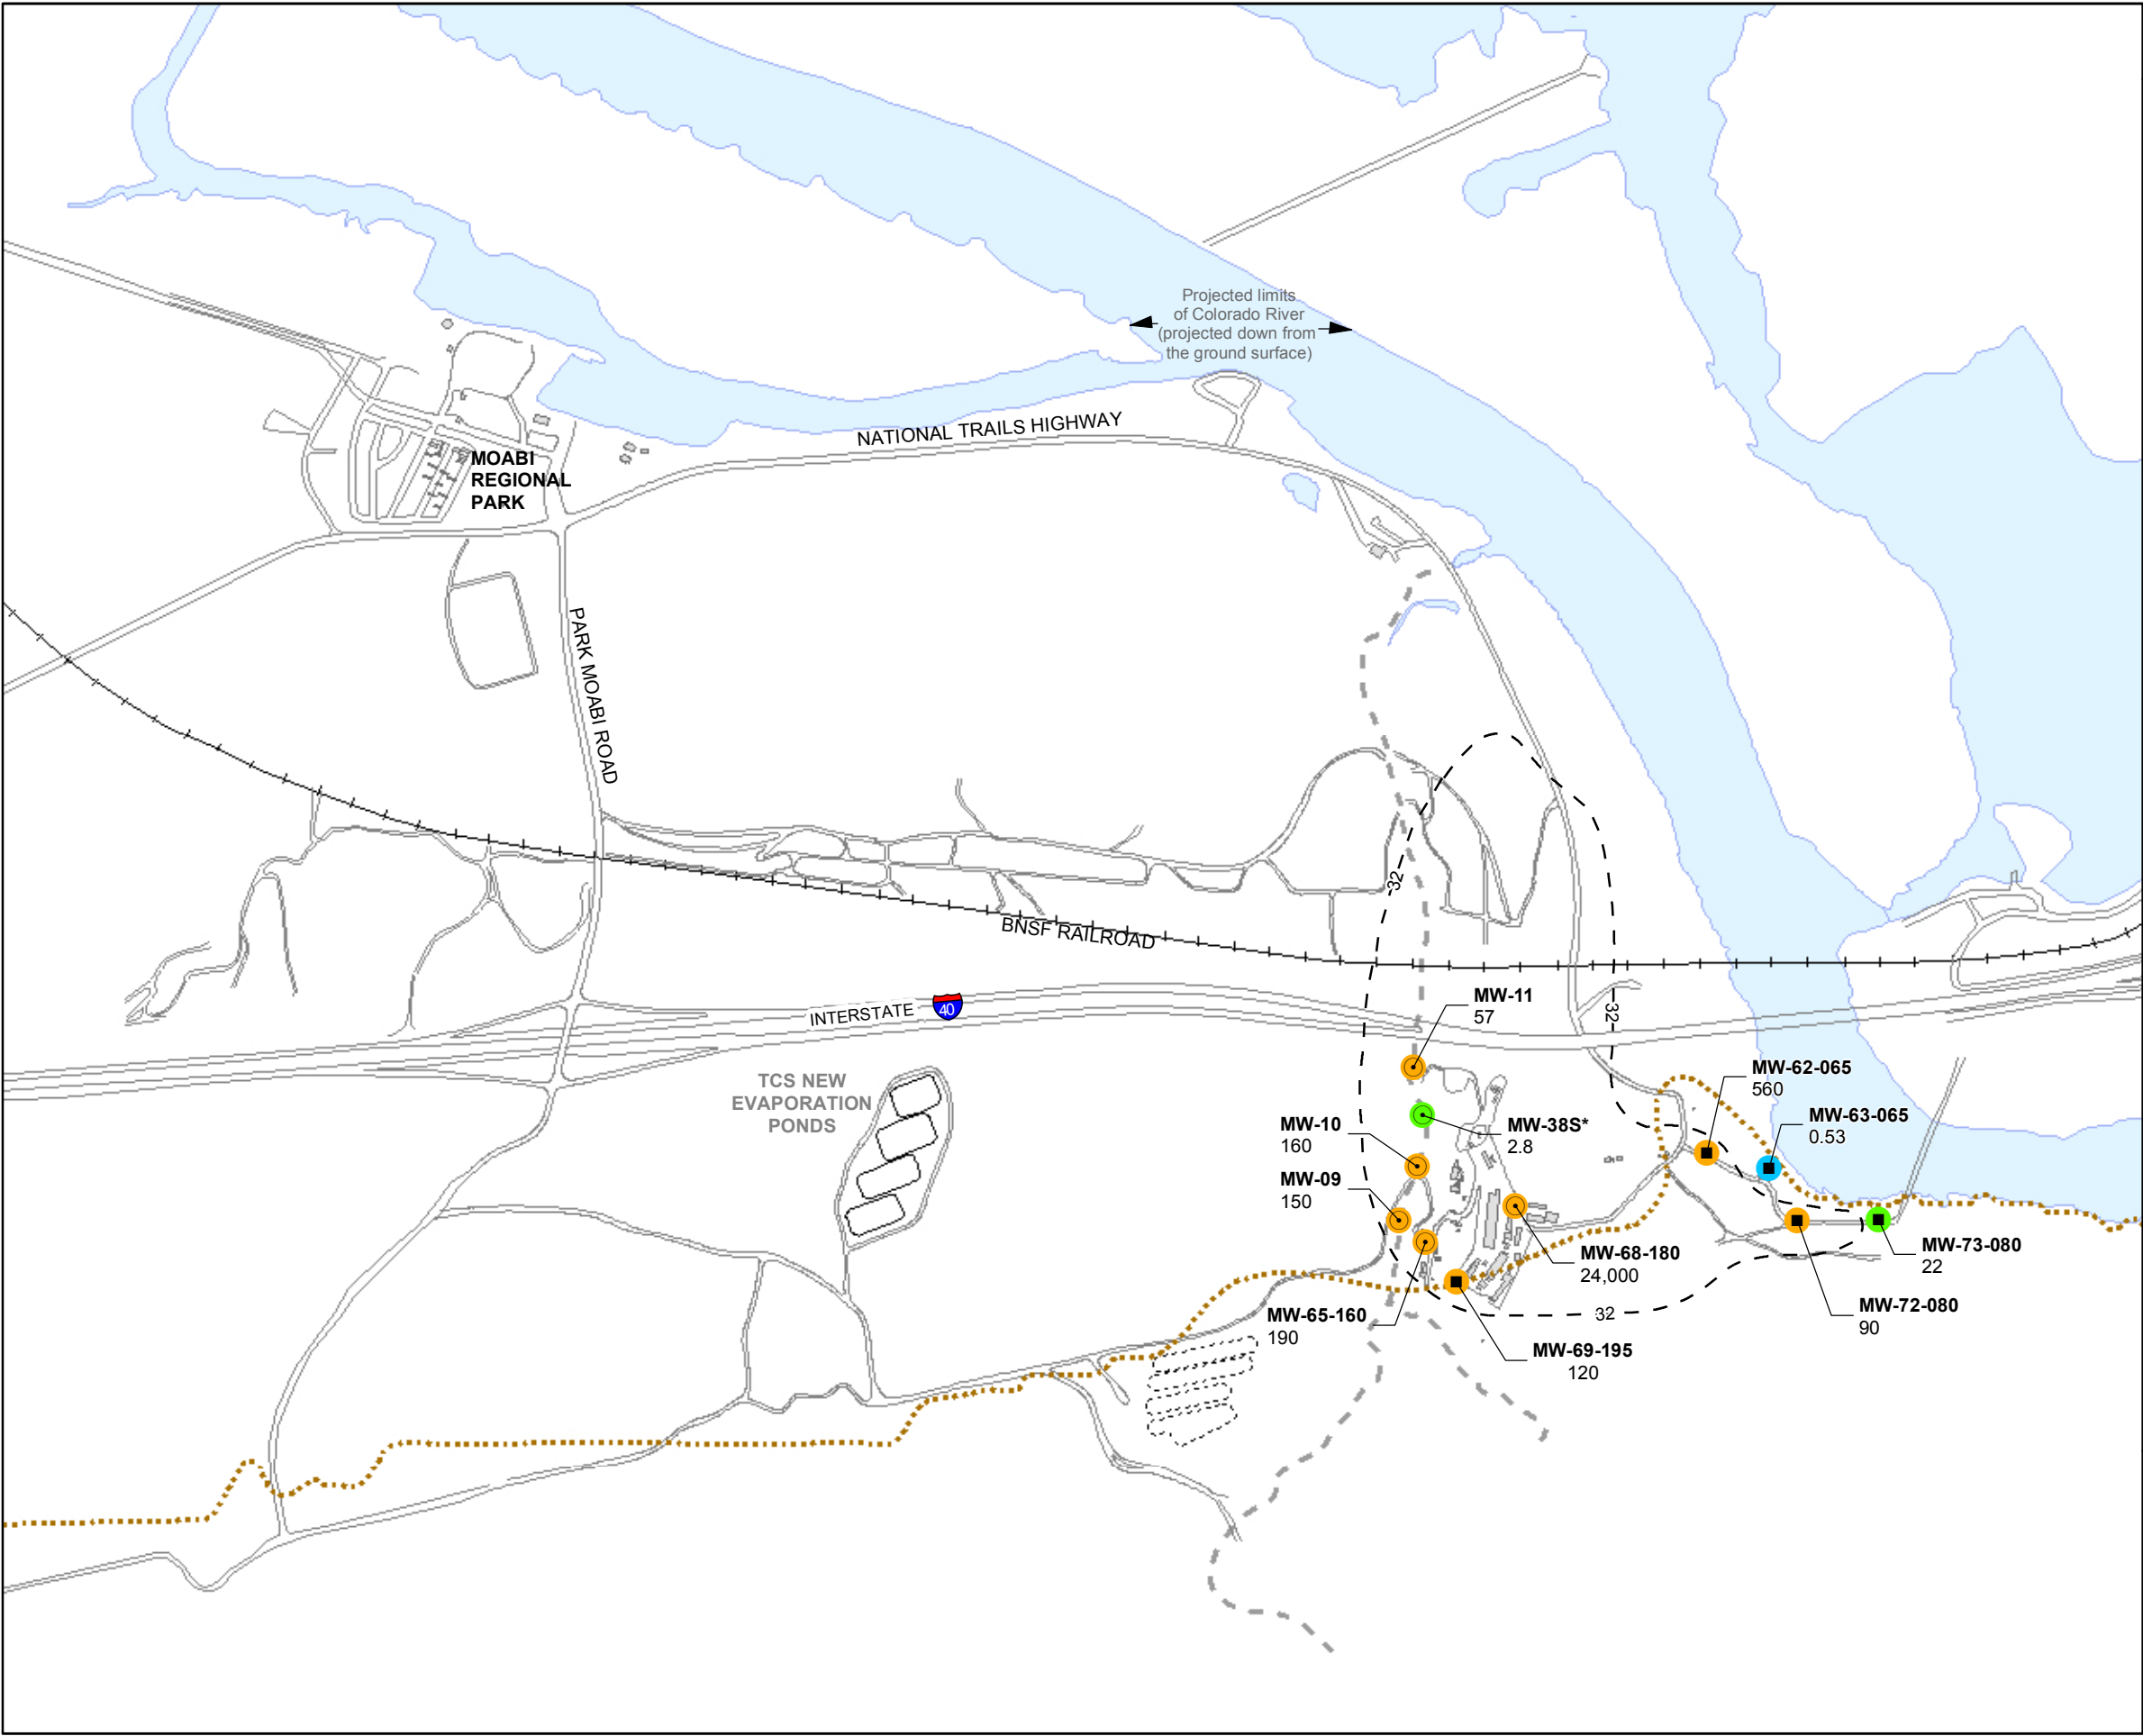 Projected limits
of Colorado River
(projected down from
the ground surface)
NATIONAL TRAILS HIGHWAY
MOABI
REGIONAL
PARK
PARK MOABI ROAD
32
BNSF RAILROAD
INTERSTATE
40
MW-11
57
32
TCS NEW
EVAPORATION
PONDS
MW-62-065
560
MW-63-065
0.53
MW-10
160
MW-38S*
2.8
MW-09
150
MW-68-180
24,000
MW-73-080
22
MW-72-080
90
MW-65-160
190
32
MW-69-195
120